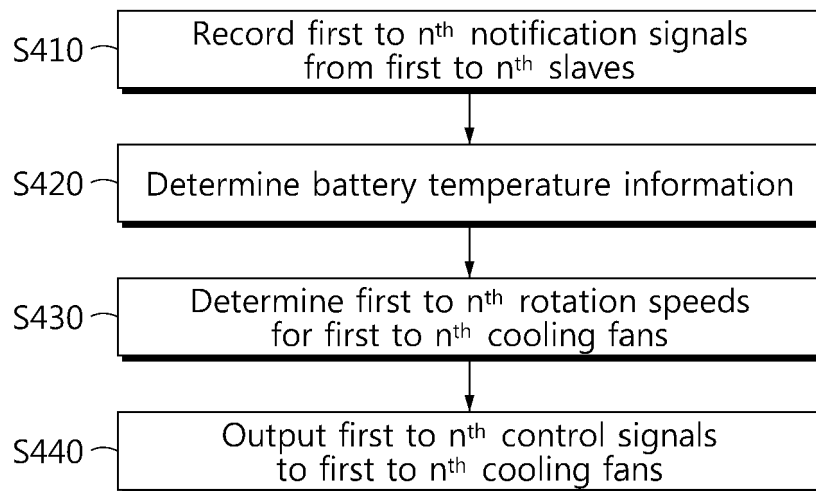 S410
Record first to nᵗʰ notification signals
from first to nᵗʰ slaves
S420
Determine battery temperature information
S430
Determine first to nᵗʰ rotation speeds
for first to nᵗʰ cooling fans
S440
Output first to nᵗʰ control signals
to first to nᵗʰ cooling fans